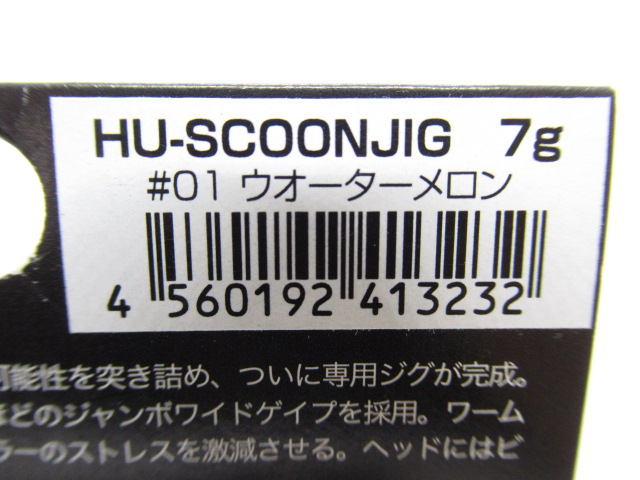 HU-SCOONJIG 7g
#01 ウオーターメロン
4 560192 413232
可能性を突き詰め、ついに専用ジグが完成。
ほどのジャンボワイドゲイプを採用。ワーム
ラーのストレスを激減させる。ヘッドにはビ